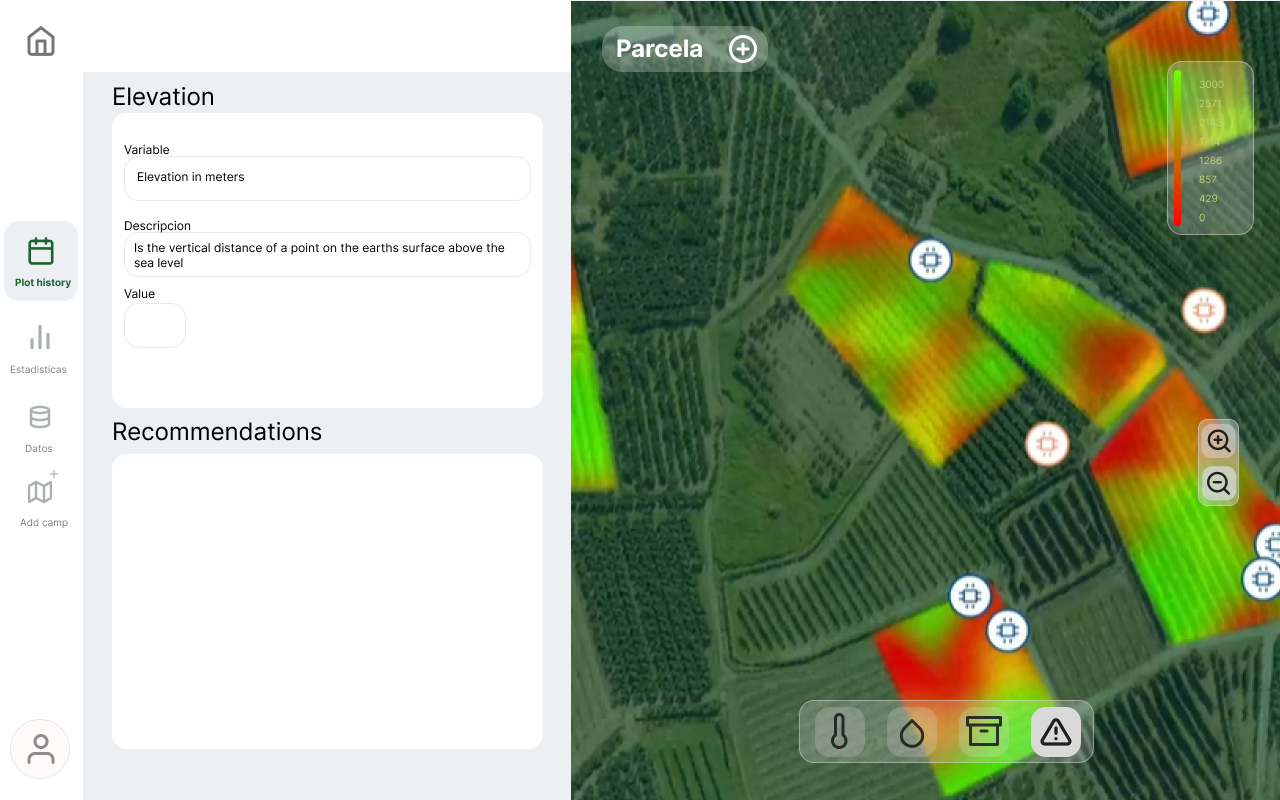 Elevation
Variable
Elevation in meters
Descripcion
Is the vertical distance of a point on the earths surface above the
sea level
Value
Recommendations
Plot history
Estadisticas
Datos
Add camp
Parcela
3000
2571
1286
857
429
0